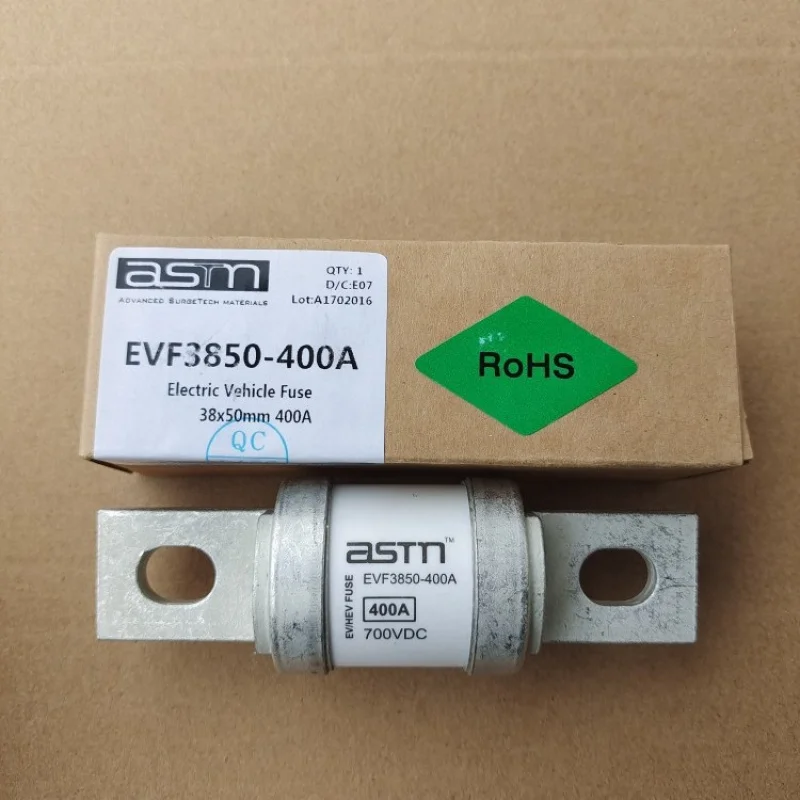 asm
ADVANCED SURGETECH MATERIALS
QTY: 1
D/C:E07
Lot:A1702016
EVF3850-400A
Electric Vehicle Fuse
38x50mm 400A
QC
RoHS
asm™
EVF3850-400A
EV/HEV FUSE
400A
700VDC